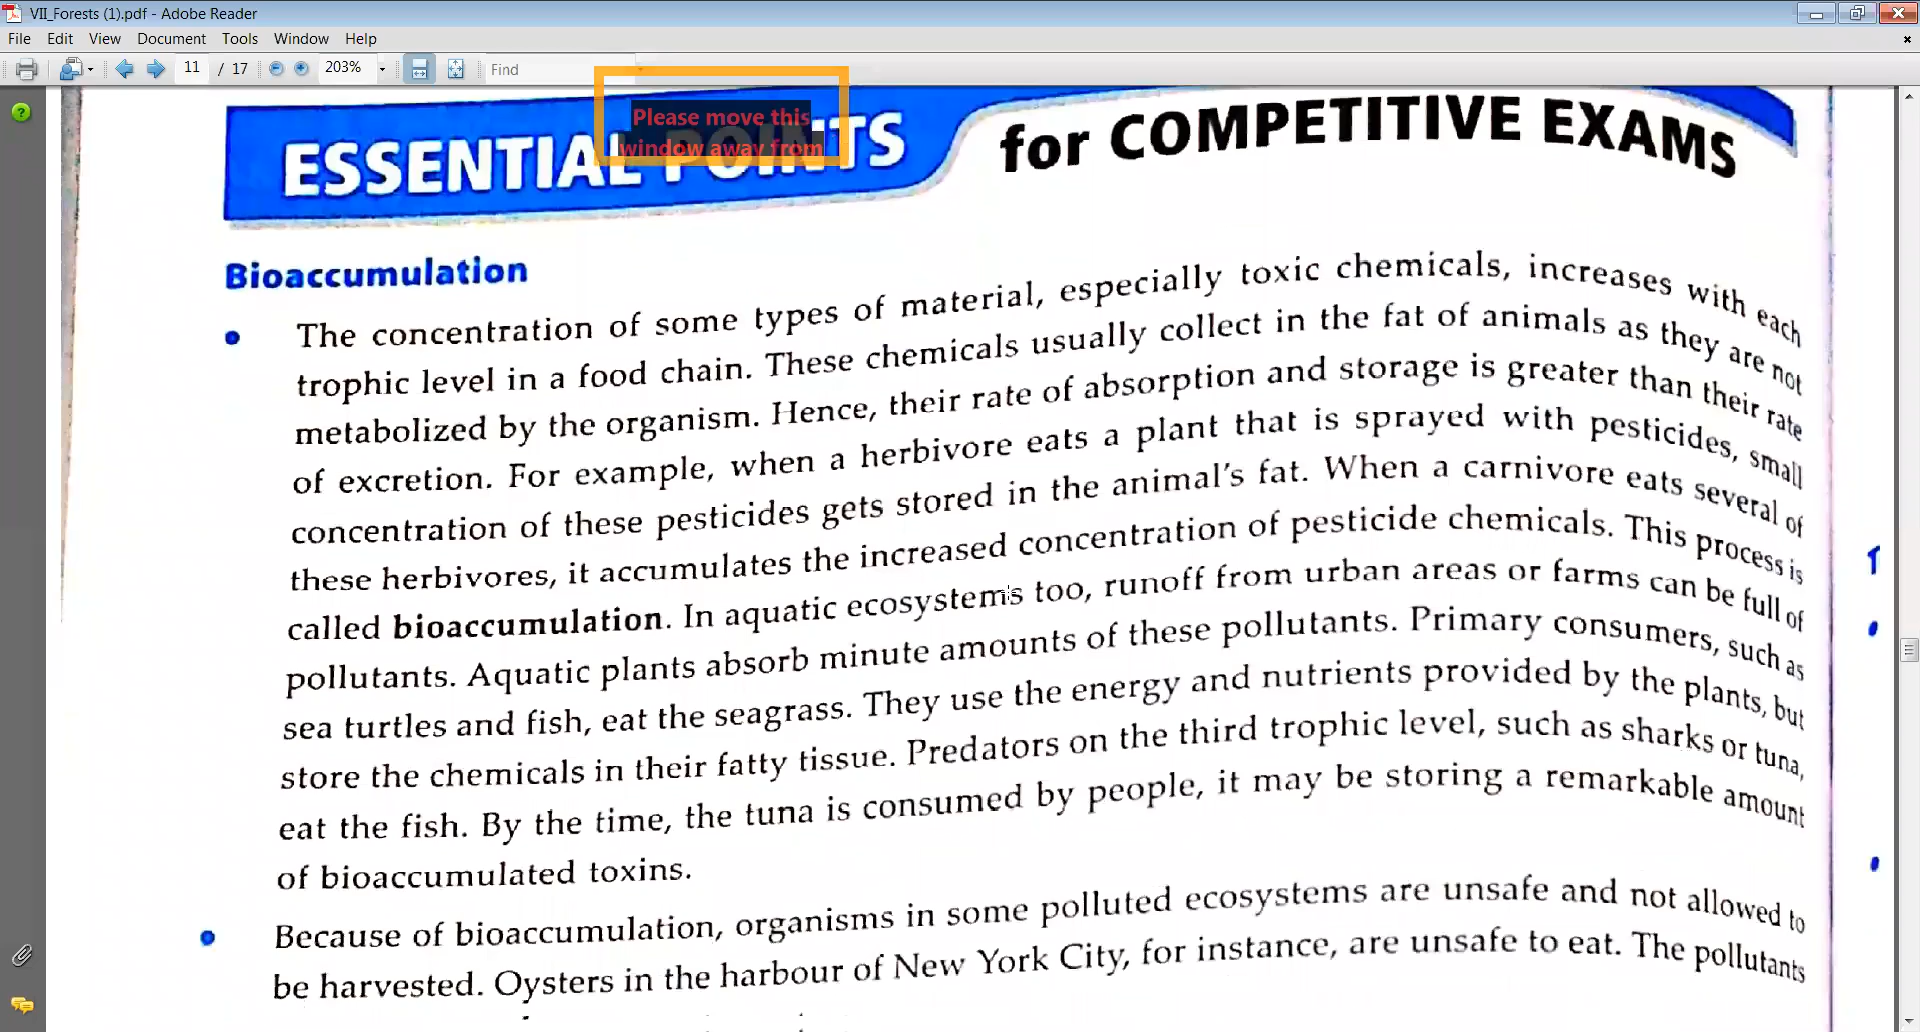 VII_Forests (1).pdf - Adobe Reader
File Edit View Document Tools Window Help
11 / 17 203% Find
Please move this
window away from
ESSENTIAL POINTS for COMPETITIVE EXAMS
Bioaccumulation
• The concentration of some types of material, especially toxic chemicals, increases with each
trophic level in a food chain. These chemicals usually collect in the fat of animals as they are not
metabolized by the organism. Hence, their rate of absorption and storage is greater than their rate
of excretion. For example, when a herbivore eats a plant that is sprayed with pesticides, small
concentration of these pesticides gets stored in the animal's fat. When a carnivore eats several of
these herbivores, it accumulates the increased concentration of pesticide chemicals. This process is
called bioaccumulation. In aquatic ecosystems too, runoff from urban areas or farms can be full of
pollutants. Aquatic plants absorb minute amounts of these pollutants. Primary consumers, such as
sea turtles and fish, eat the seagrass. They use the energy and nutrients provided by the plants, but
store the chemicals in their fatty tissue. Predators on the third trophic level, such as sharks or tuna,
eat the fish. By the time, the tuna is consumed by people, it may be storing a remarkable amount
of bioaccumulated toxins.
• Because of bioaccumulation, organisms in some polluted ecosystems are unsafe and not allowed to
be harvested. Oysters in the harbour of New York City, for instance, are unsafe to eat. The pollutants